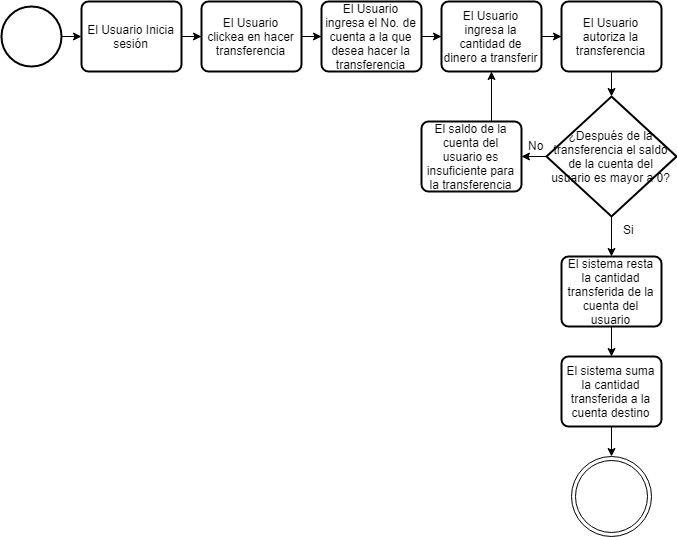 El Usuario Inicia
sesión
El Usuario
clickea en hacer
transferencia
El Usuario
ingresa el No. de
cuenta a la que
desea hacer la
transferencia
El Usuario
ingresa la
cantidad de
dinero a transferir
El Usuario
autoriza la
transferencia
¿Después de la
transferencia el saldo
de la cuenta del
usuario es mayor a 0?
No
El saldo de la
cuenta del
usuario es
insuficiente para
la transferencia
Si
El sistema resta
la cantidad
transferida de la
cuenta del
usuario
El sistema suma
la cantidad
transferida a la
cuenta destino